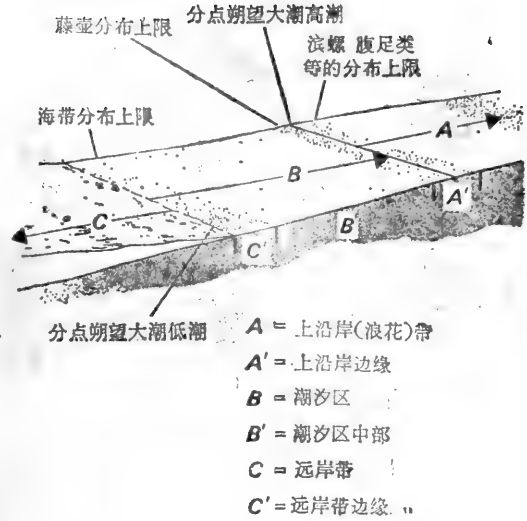 分点朔望大潮高潮
藤壶分布上限
滨螺 腹足类
等的分布上限
海带分布上限
A
B
C
A'
B
C
分点朔望大潮低潮
A = 上沿岸(浪花)带
A' = 上沿岸边缘
B = 潮汐区
B' = 潮汐区中部
C = 远岸带
C' = 远岸带边缘